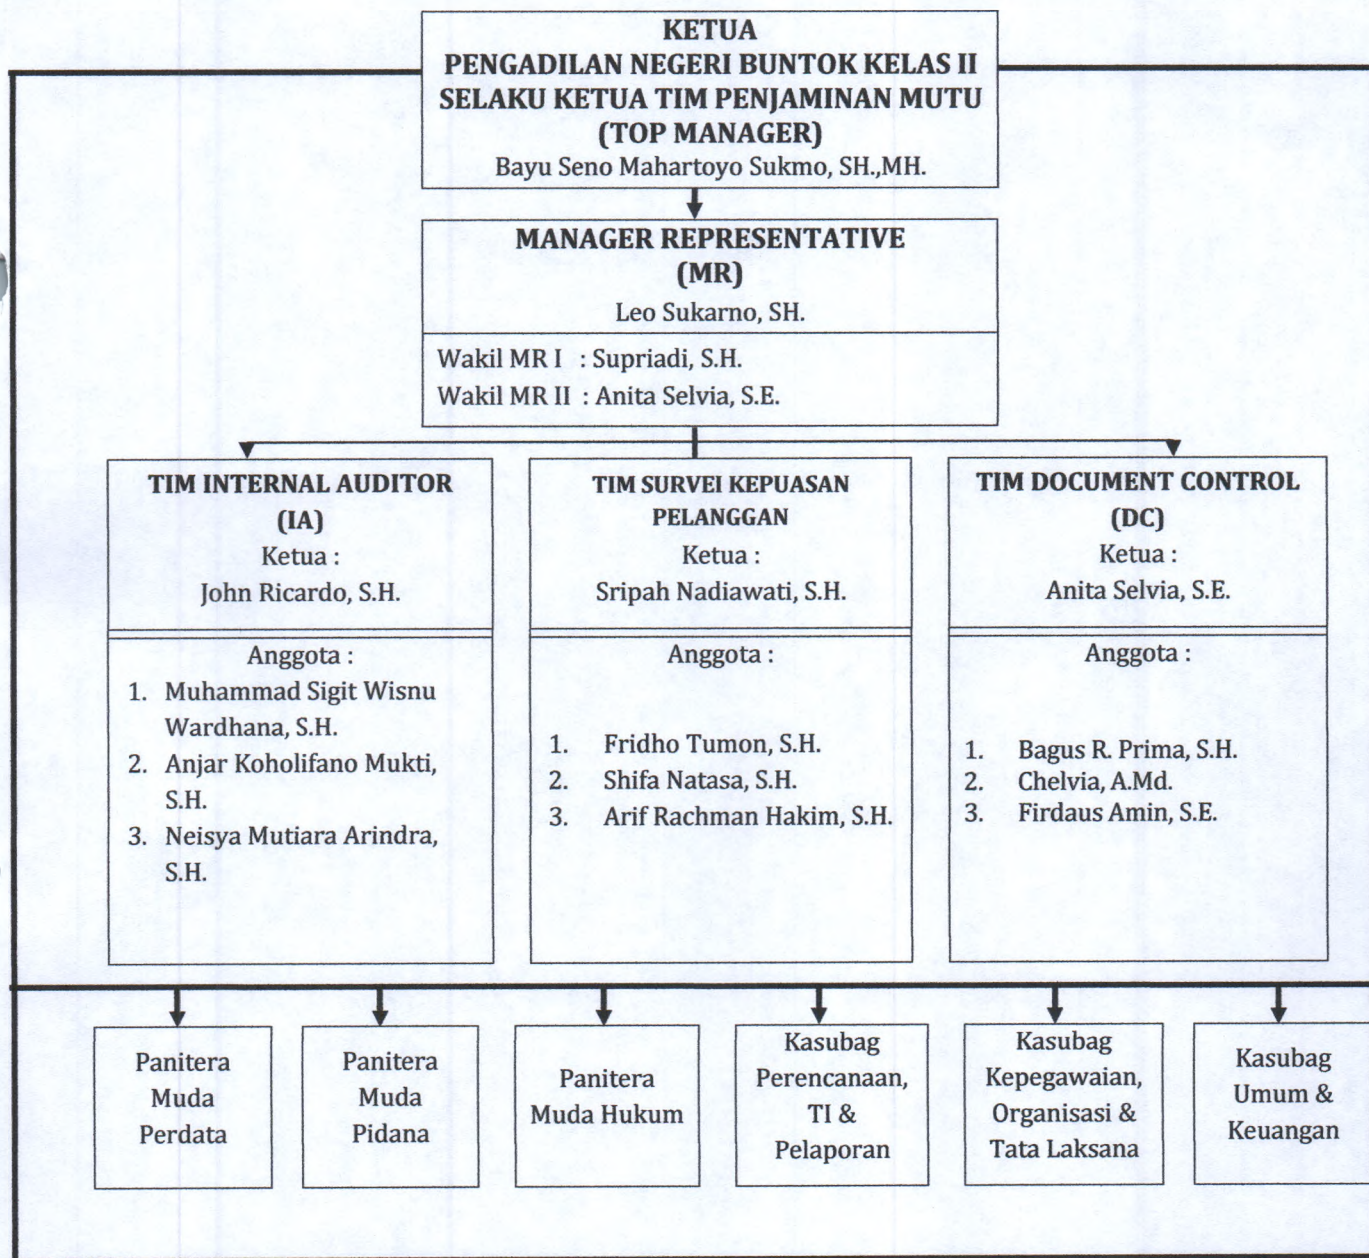 KETUA
PENGADILAN NEGERI BUNTOK KELAS II
SELAKU KETUA TIM PENJAMINAN MUTU
(TOP MANAGER)
Bayu Seno Mahartoyo Sukmo, SH.,MH.
MANAGER REPRESENTATIVE
(MR)
Leo Sukarno, SH.
Wakil MR I : Supriadi, S.H.
Wakil MR II : Anita Selvia, S.E.
TIM INTERNAL AUDITOR
(IA)
Ketua :
John Ricardo, S.H.
Anggota :
1. Muhammad Sigit Wisnu
Wardhana, S.H.
2. Anjar Koholifano Mukti,
S.H.
3. Neisya Mutiara Arindra,
S.H.
TIM SURVEI KEPUASAN
PELANGGAN
Ketua :
Sripah Nadiawati, S.H.
Anggota :
1. Fridho Tumon, S.H.
2. Shifa Natasa, S.H.
3. Arif Rachman Hakim, S.H.
TIM DOCUMENT CONTROL
(DC)
Ketua :
Anita Selvia, S.E.
Anggota :
1. Bagus R. Prima, S.H.
2. Chelvia, A.Md.
3. Firdaus Amin, S.E.
Panitera
Muda
Perdata
Panitera
Muda
Pidana
Panitera
Muda Hukum
Kasubag
Perencanaan,
TI &
Pelaporan
Kasubag
Kepegawaian,
Organisasi &
Tata Laksana
Kasubag
Umum &
Keuangan